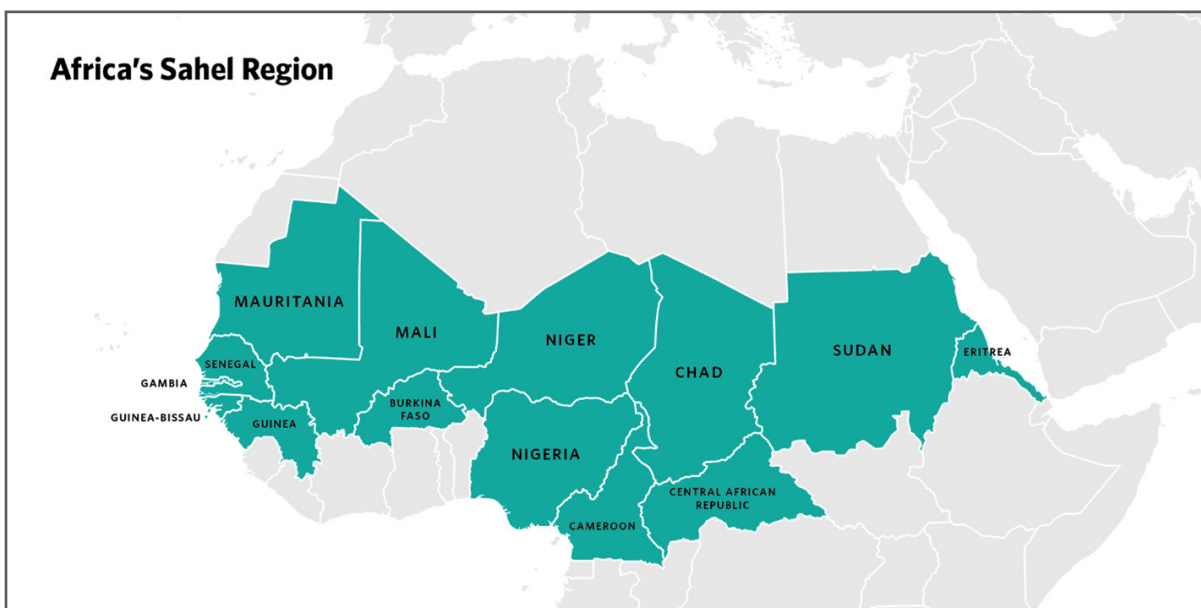 Africa's Sahel Region
MAURITANIA
MALI
NIGER
CHAD
SUDAN
ERITREA
SENEGAL
GAMBIA
GUINEA-BISSAU
GUINEA
BURKINA
FASO
NIGERIA
CENTRAL AFRICAN
REPUBLIC
CAMEROON